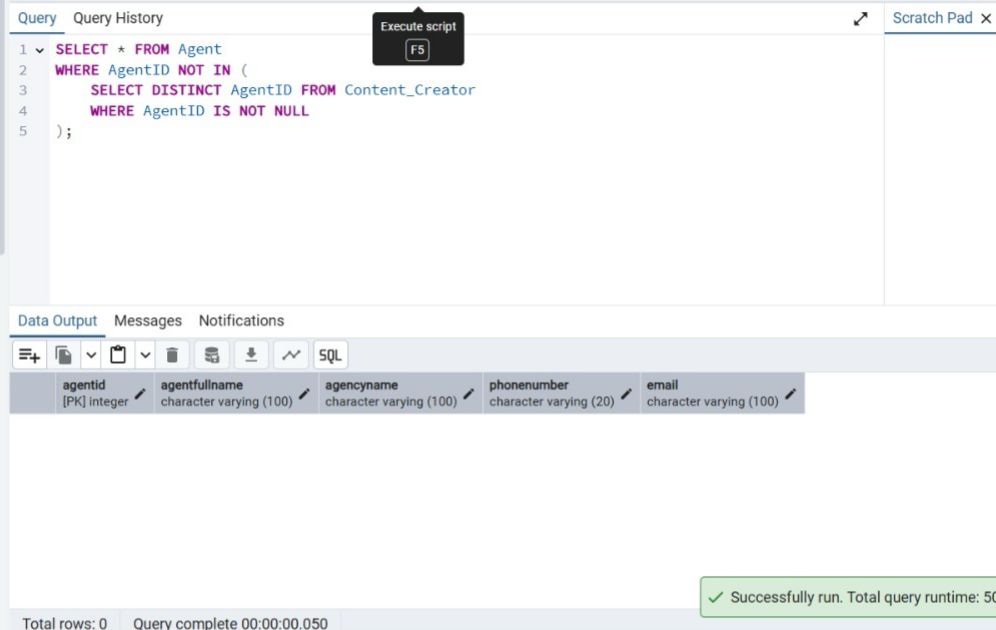 Query Query History
Execute script
F5
Scratch Pad
1 SELECT * FROM Agent
2 WHERE AgentID NOT IN (
3 SELECT DISTINCT AgentID FROM Content_Creator
4 WHERE AgentID IS NOT NULL
5 );
Data Output Messages Notifications
SQL
agentid agentfullname agencyname phonenumber email
[PK] integer character varying (100) character varying (100) character varying (20) character varying (100)
Successfully run. Total query runtime: 50
Total rows: 0 Query complete 00:00:00.050